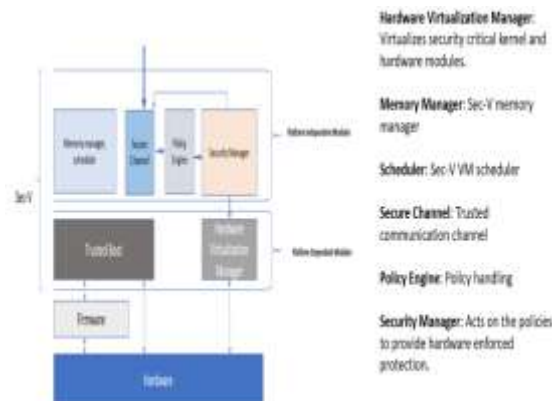 Memory manager,
scheduler
Secure
Channel
Policy
Engine
Security Manager
Platform Independent Module
Sec-V
Trusted Boot
Hardware
Virtualization
Manager
Platform Dependent Module
Firmware
Hardware
Hardware Virtualization Manager:
Virtualizes security critical kernel and
hardware modules.
Memory Manager: Sec-V memory
manager
Scheduler: Sec-V VM scheduler
Secure Channel: Trusted
communication channel
Policy Engine: Policy handling
Security Manager: Acts on the policies
to provide hardware enforced
protection.